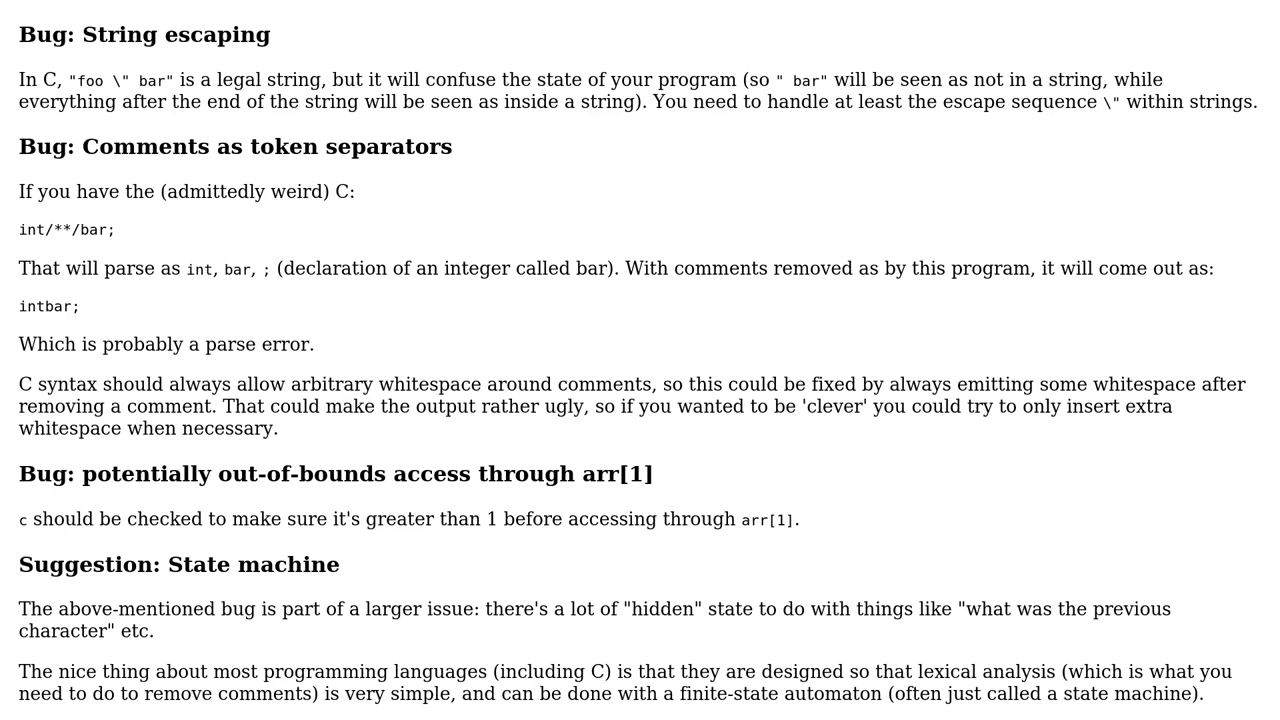 Bug: String escaping
In C, "foo \" bar" is a legal string, but it will confuse the state of your program (so " bar" will be seen as not in a string, while
everything after the end of the string will be seen as inside a string). You need to handle at least the escape sequence \" within strings.
Bug: Comments as token separators
If you have the (admittedly weird) C:
int/**/bar;
That will parse as int, bar, ; (declaration of an integer called bar). With comments removed as by this program, it will come out as:
intbar;
Which is probably a parse error.
C syntax should always allow arbitrary whitespace around comments, so this could be fixed by always emitting some whitespace after
removing a comment. That could make the output rather ugly, so if you wanted to be 'clever' you could try to only insert extra
whitespace when necessary.
Bug: potentially out-of-bounds access through arr[1]
c should be checked to make sure it's greater than 1 before accessing through arr[1].
Suggestion: State machine
The above-mentioned bug is part of a larger issue: there's a lot of "hidden" state to do with things like "what was the previous
character" etc.
The nice thing about most programming languages (including C) is that they are designed so that lexical analysis (which is what you
need to do to remove comments) is very simple, and can be done with a finite-state automaton (often just called a state machine).